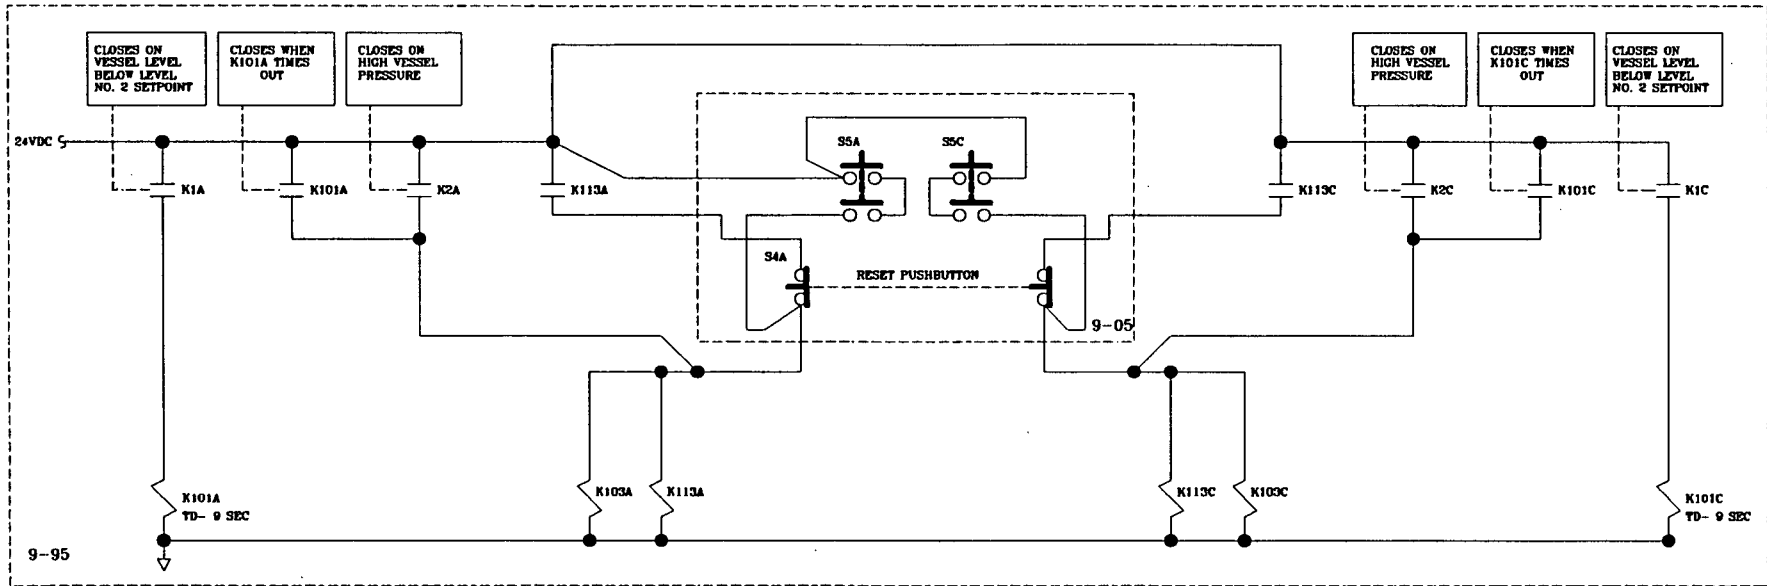 CLOSES ON
VESSEL LEVEL
BELOW LEVEL
NO. 2 SETPOINT
CLOSES WHEN
K101A TIMES
OUT
CLOSES ON
HIGH VESSEL
PRESSURE
CLOSES ON
HIGH VESSEL
PRESSURE
CLOSES WHEN
K101C TIMES
OUT
CLOSES ON
VESSEL LEVEL
BELOW LEVEL
NO. 2 SETPOINT
24VDC
S5A
S5C
K1A
K101A
K2A
K113A
K113C
K2C
K101C
K1C
S4A
RESET PUSHBUTTON
9-05
K101A
TD- 9 SEC
K103A
K113A
K113C
K103C
K101C
TD- 9 SEC
9-95